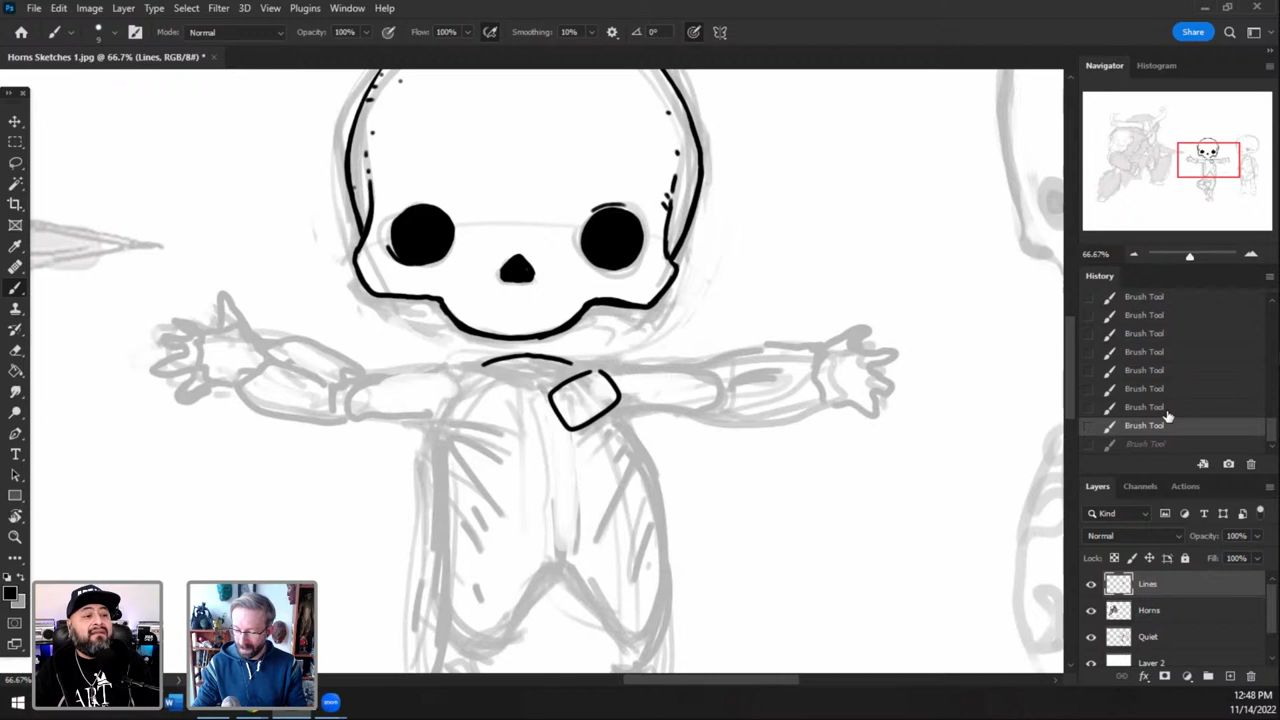 Ps File Edit Image Layer Type Select Filter 3D View Plugins Window Help
9 Mode: Normal Opacity: 100% Flow: 100% Smoothing: 10% 0° Share
Horns Sketches 1.jpg @ 66.7% (Lines, RGB/8#) *
Navigator Histogram
66.67%
History
Brush Tool
Brush Tool
Brush Tool
Brush Tool
Brush Tool
Brush Tool
Brush Tool
Brush Tool
Brush Tool
Layers Channels Actions
Kind
Normal Opacity: 100%
Lock: Fill: 100%
Lines
Horns
Quiet
Layer 2
ART
66.67%
W zoom
12:48 PM
11/14/2022